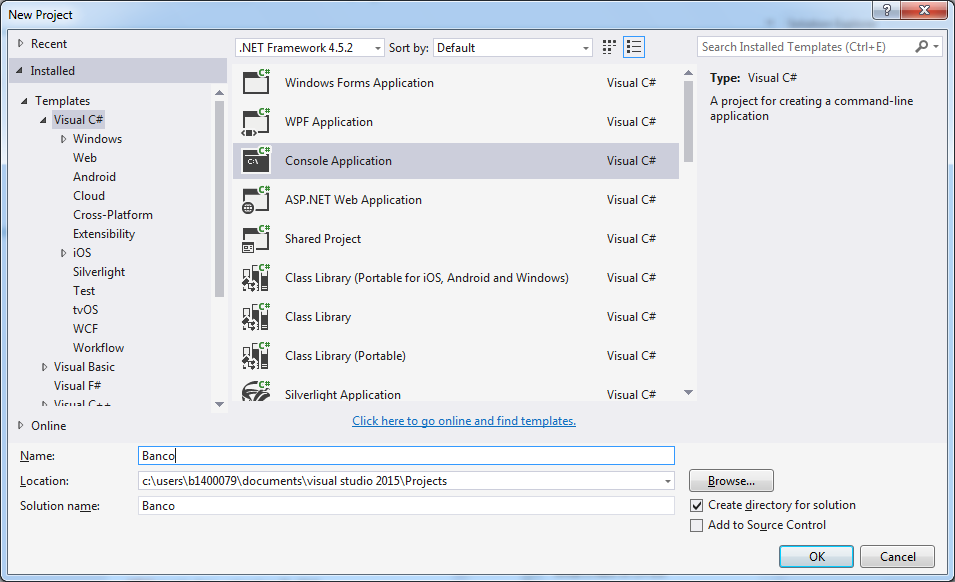 New Project
Recent
Installed
Templates
Visual C#
Windows
Web
Android
Cloud
Cross-Platform
Extensibility
iOS
Silverlight
Test
tvOS
WCF
Workflow
Visual Basic
Visual F#
Visual C++
Online
.NET Framework 4.5.2 Sort by: Default
C# Windows Forms Application Visual C#
C# WPF Application Visual C#
C# C:\ Console Application Visual C#
C# ASP.NET Web Application Visual C#
C# Shared Project Visual C#
C# Class Library (Portable for iOS, Android and Windows) Visual C#
C# Class Library Visual C#
C# Class Library (Portable) Visual C#
C# Silverlight Application Visual C#
Click here to go online and find templates.
Search Installed Templates (Ctrl+E)
Type: Visual C#
A project for creating a command-line
application
Name: Banco
Location: c:\users\b1400079\documents\visual studio 2015\Projects Browse...
Solution name: Banco
Create directory for solution
Add to Source Control
OK Cancel